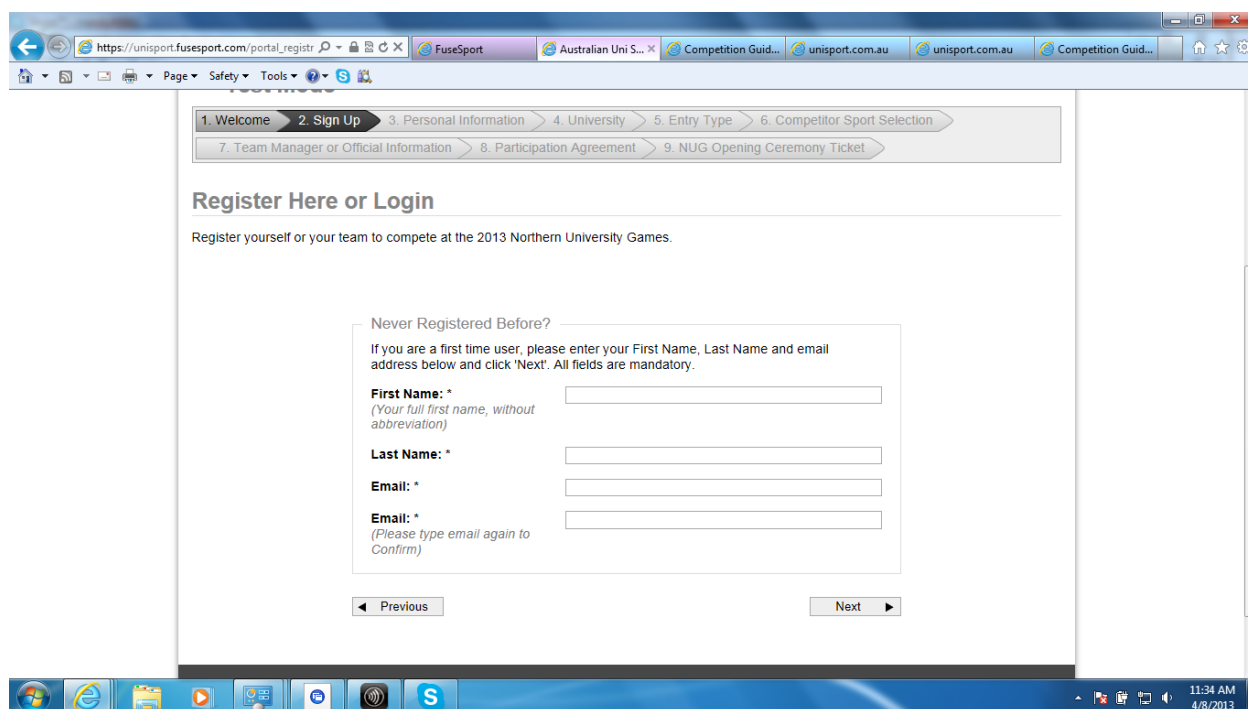 https://unisport.fusesport.com/portal_registr
FuseSport
Australian Uni S...
Competition Guid...
unisport.com.au
unisport.com.au
Competition Guid...
Page
Safety
Tools
Test Mode
1. Welcome
2. Sign Up
3. Personal Information
4. University
5. Entry Type
6. Competitor Sport Selection
7. Team Manager or Official Information
8. Participation Agreement
9. NUG Opening Ceremony Ticket
Register Here or Login
Register yourself or your team to compete at the 2013 Northern University Games.
Never Registered Before?
If you are a first time user, please enter your First Name, Last Name and email
address below and click 'Next'. All fields are mandatory.
First Name: *
(Your full first name, without
abbreviation)
Last Name: *
Email: *
Email: *
(Please type email again to
Confirm)
Previous
Next
11:34 AM
4/8/2013